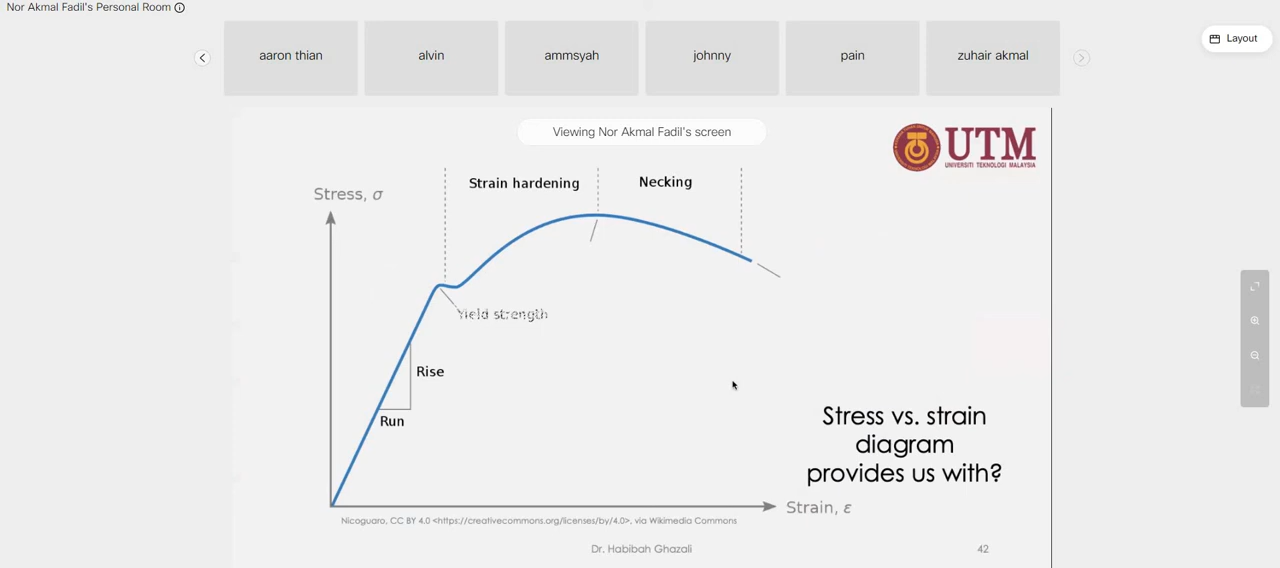 Nor Akmal Fadil's Personal Room
aaron thian
alvin
ammsyah
johnny
pain
zuhair akmal
Layout
Viewing Nor Akmal Fadil's screen
UTM
UNIVERSITI TEKNOLOGI MALAYSIA
Strain hardening
Necking
Stress, σ
Yield strength
Rise
Run
Stress vs. strain
diagram
provides us with?
Strain, ε
Nicoguaro, CC BY 4.0 <https://creativecommons.org/licenses/by/4.0>, via Wikimedia Commons
Dr. Habibah Ghazali
42